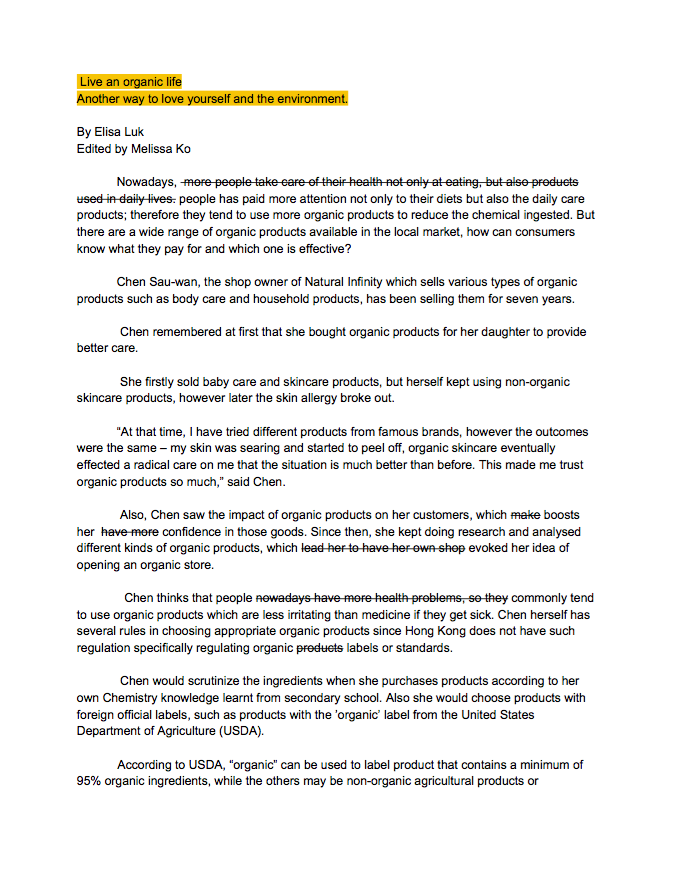 Live an organic life
Another way to love yourself and the environment.
By Elisa Luk
Edited by Melissa Ko
Nowadays, more people take care of their health not only at eating, but also products
used in daily lives. people has paid more attention not only to their diets but also the daily care
products; therefore they tend to use more organic products to reduce the chemical ingested. But
there are a wide range of organic products available in the local market, how can consumers
know what they pay for and which one is effective?
Chen Sau-wan, the shop owner of Natural Infinity which sells various types of organic
products such as body care and household products, has been selling them for seven years.
Chen remembered at first that she bought organic products for her daughter to provide
better care.
She firstly sold baby care and skincare products, but herself kept using non-organic
skincare products, however later the skin allergy broke out.
“At that time, I have tried different products from famous brands, however the outcomes
were the same – my skin was searing and started to peel off, organic skincare eventually
effected a radical care on me that the situation is much better than before. This made me trust
organic products so much,” said Chen.
Also, Chen saw the impact of organic products on her customers, which make boosts
her have more confidence in those goods. Since then, she kept doing research and analysed
different kinds of organic products, which lead her to have her own shop evoked her idea of
opening an organic store.
Chen thinks that people nowadays have more health problems, so they commonly tend
to use organic products which are less irritating than medicine if they get sick. Chen herself has
several rules in choosing appropriate organic products since Hong Kong does not have such
regulation specifically regulating organic products labels or standards.
Chen would scrutinize the ingredients when she purchases products according to her
own Chemistry knowledge learnt from secondary school. Also she would choose products with
foreign official labels, such as products with the 'organic' label from the United States
Department of Agriculture (USDA).
According to USDA, “organic” can be used to label product that contains a minimum of
95% organic ingredients, while the others may be non-organic agricultural products or